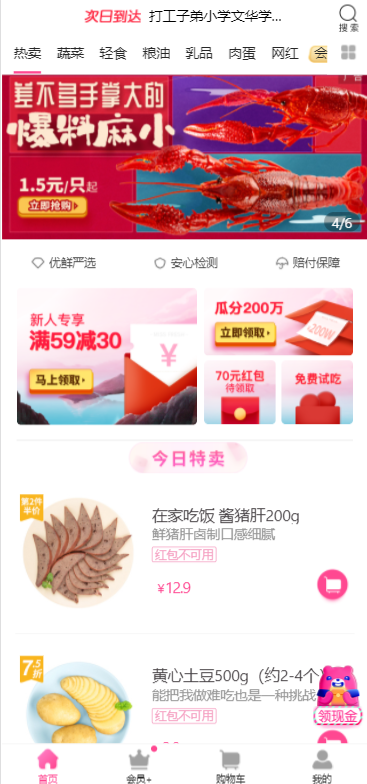 次日到达 打工子弟小学文华学...
搜索
热卖 蔬菜 轻食 粮油 乳品 肉蛋 网红 会
广告
差不多手掌大的
爆料麻小
1.5元/只起
立即抢购
4/6
优鲜严选 安心检测 赔付保障
新人专享
满59减30
马上领取
¥
瓜分200万
立即领取
200W
70元红包
待领取
免费试吃
今日特卖
第2件
半价
在家吃饭 酱猪肝200g
鲜猪肝卤制口感细腻
红包不可用
¥12.9
7.5折
黄心土豆500g（约2-4个）
能把我做难吃也是一种挑战
红包不可用
领现金
首页 会员+ 购物车 我的